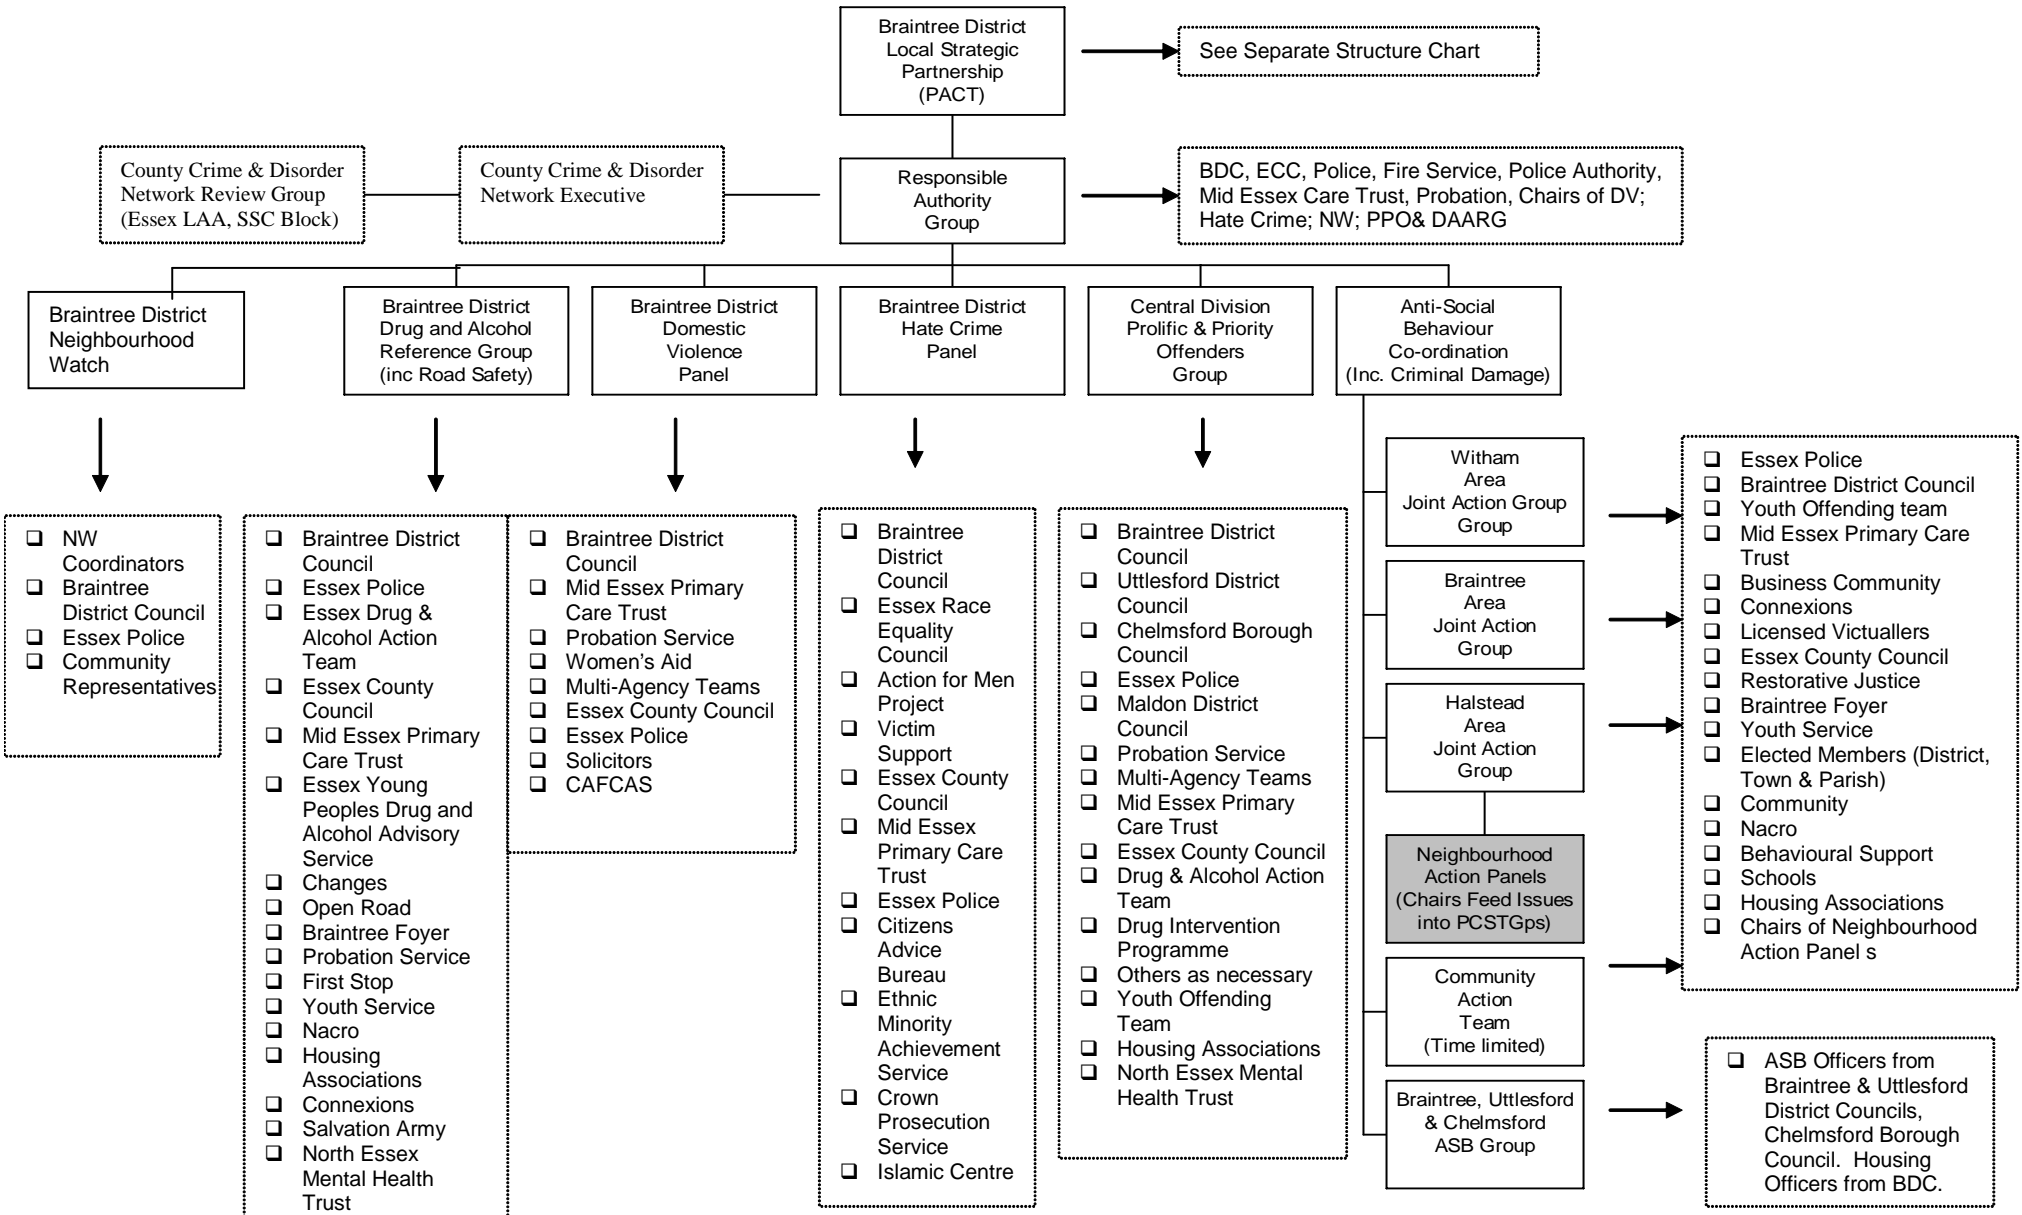 Braintree District
Local Strategic
Partnership
(PACT)
See Separate Structure Chart
County Crime & Disorder
Network Review Group
(Essex LAA, SSC Block)
County Crime & Disorder
Network Executive
Responsible
Authority
Group
BDC, ECC, Police, Fire Service, Police Authority,
Mid Essex Care Trust, Probation, Chairs of DV;
Hate Crime; NW; PPO& DAARG
Braintree District
Neighbourhood
Watch
Braintree District
Drug and Alcohol
Reference Group
(inc Road Safety)
Braintree District
Domestic
Violence
Panel
Braintree District
Hate Crime
Panel
Central Division
Prolific & Priority
Offenders
Group
Anti-Social
Behaviour
Co-ordination
(Inc. Criminal Damage)
❑ NW
Coordinators
❑ Braintree
District Council
❑ Essex Police
❑ Community
Representatives
❑ Braintree District
Council
❑ Essex Police
❑ Essex Drug &
Alcohol Action
Team
❑ Essex County
Council
❑ Mid Essex Primary
Care Trust
❑ Essex Young
Peoples Drug and
Alcohol Advisory
Service
❑ Changes
❑ Open Road
❑ Braintree Foyer
❑ Probation Service
❑ First Stop
❑ Youth Service
❑ Nacro
❑ Housing
Associations
❑ Connexions
❑ Salvation Army
❑ North Essex
Mental Health
Trust
❑ Braintree District
Council
❑ Mid Essex Primary
Care Trust
❑ Probation Service
❑ Women's Aid
❑ Multi-Agency Teams
❑ Essex County Council
❑ Essex Police
❑ Solicitors
❑ CAFCAS
❑ Braintree
District
Council
❑ Essex Race
Equality
Council
❑ Action for Men
Project
❑ Victim
Support
❑ Essex County
Council
❑ Mid Essex
Primary Care
Trust
❑ Essex Police
❑ Citizens
Advice
Bureau
❑ Ethnic
Minority
Achievement
Service
❑ Crown
Prosecution
Service
❑ Islamic Centre
❑ Braintree District
Council
❑ Uttlesford District
Council
❑ Chelmsford Borough
Council
❑ Essex Police
❑ Maldon District
Council
❑ Probation Service
❑ Multi-Agency Teams
❑ Mid Essex Primary
Care Trust
❑ Essex County Council
❑ Drug & Alcohol Action
Team
❑ Drug Intervention
Programme
❑ Others as necessary
❑ Youth Offending
Team
❑ Housing Associations
❑ North Essex Mental
Health Trust
Witham
Area
Joint Action Group
Group
Braintree
Area
Joint Action
Group
Halstead
Area
Joint Action
Group
Neighbourhood
Action Panels
(Chairs Feed Issues
into PCSTGps)
Community
Action
Team
(Time limited)
Braintree, Uttlesford
& Chelmsford
ASB Group
❑ Essex Police
❑ Braintree District Council
❑ Youth Offending team
❑ Mid Essex Primary Care
Trust
❑ Business Community
❑ Connexions
❑ Licensed Victuallers
❑ Essex County Council
❑ Restorative Justice
❑ Braintree Foyer
❑ Youth Service
❑ Elected Members (District,
Town & Parish)
❑ Community
❑ Nacro
❑ Behavioural Support
❑ Schools
❑ Housing Associations
❑ Chairs of Neighbourhood
Action Panel s
❑ ASB Officers from
Braintree & Uttlesford
District Councils,
Chelmsford Borough
Council. Housing
Officers from BDC.